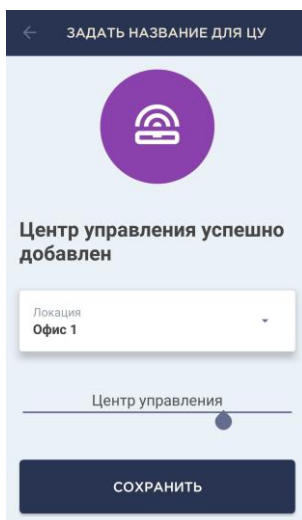 ЗАДАТЬ НАЗВАНИЕ ДЛЯ ЦУ
Центр управления успешно
добавлен
Локация
Офис 1
Центр управления
СОХРАНИТЬ